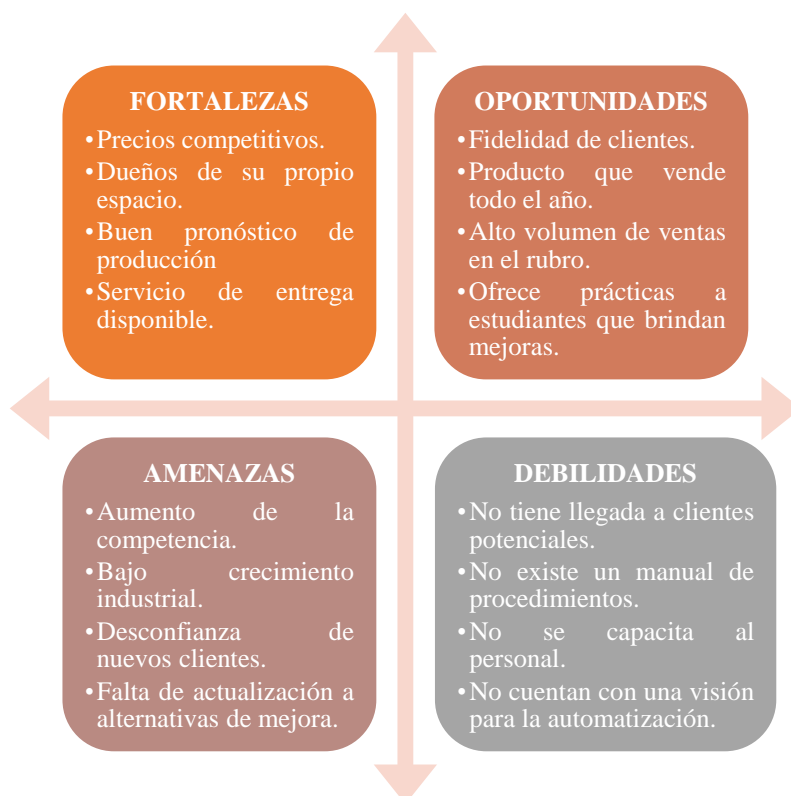 FORTALEZAS
•Precios competitivos.
•Dueños de su propio
espacio.
•Buen pronóstico de
producción
•Servicio de entrega
disponible.
OPORTUNIDADES
•Fidelidad de clientes.
•Producto que vende
todo el año.
•Alto volumen de ventas
en el rubro.
•Ofrece prácticas a
estudiantes que brindan
mejoras.
AMENAZAS
•Aumento de la
competencia.
•Bajo crecimiento
industrial.
•Desconfianza de
nuevos clientes.
•Falta de actualización a
alternativas de mejora.
DEBILIDADES
•No tiene llegada a clientes
potenciales.
•No existe un manual de
procedimientos.
•No se capacita al
personal.
•No cuentan con una visión
para la automatización.